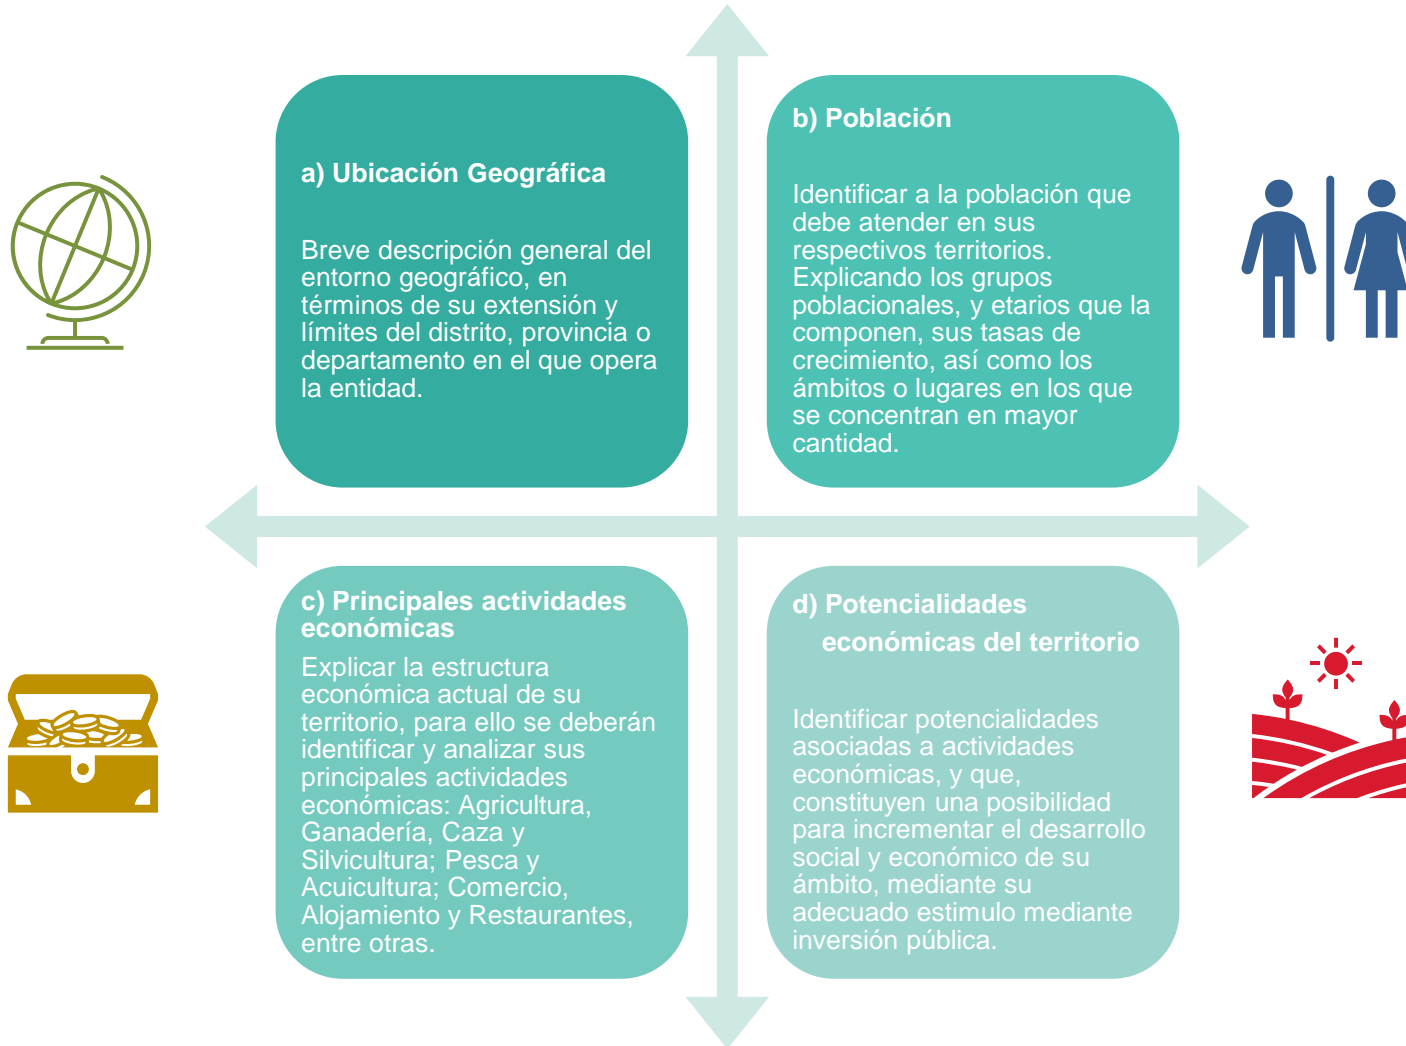 a) Ubicación Geográfica
Breve descripción general del
entorno geográfico, en
términos de su extensión y
límites del distrito, provincia o
departamento en el que opera
la entidad.
b) Población
Identificar a la población que
debe atender en sus
respectivos territorios.
Explicando los grupos
poblacionales, y etarios que la
componen, sus tasas de
crecimiento, así como los
ámbitos o lugares en los que
se concentran en mayor
cantidad.
c) Principales actividades
económicas
Explicar la estructura
económica actual de su
territorio, para ello se deberán
identificar y analizar sus
principales actividades
económicas: Agricultura,
Ganadería, Caza y
Silvicultura; Pesca y
Acuicultura; Comercio,
Alojamiento y Restaurantes,
entre otras.
d) Potencialidades
económicas del territorio
Identificar potencialidades
asociadas a actividades
económicas, y que,
constituyen una posibilidad
para incrementar el desarrollo
social y económico de su
ámbito, mediante su
adecuado estimulo mediante
inversión pública.